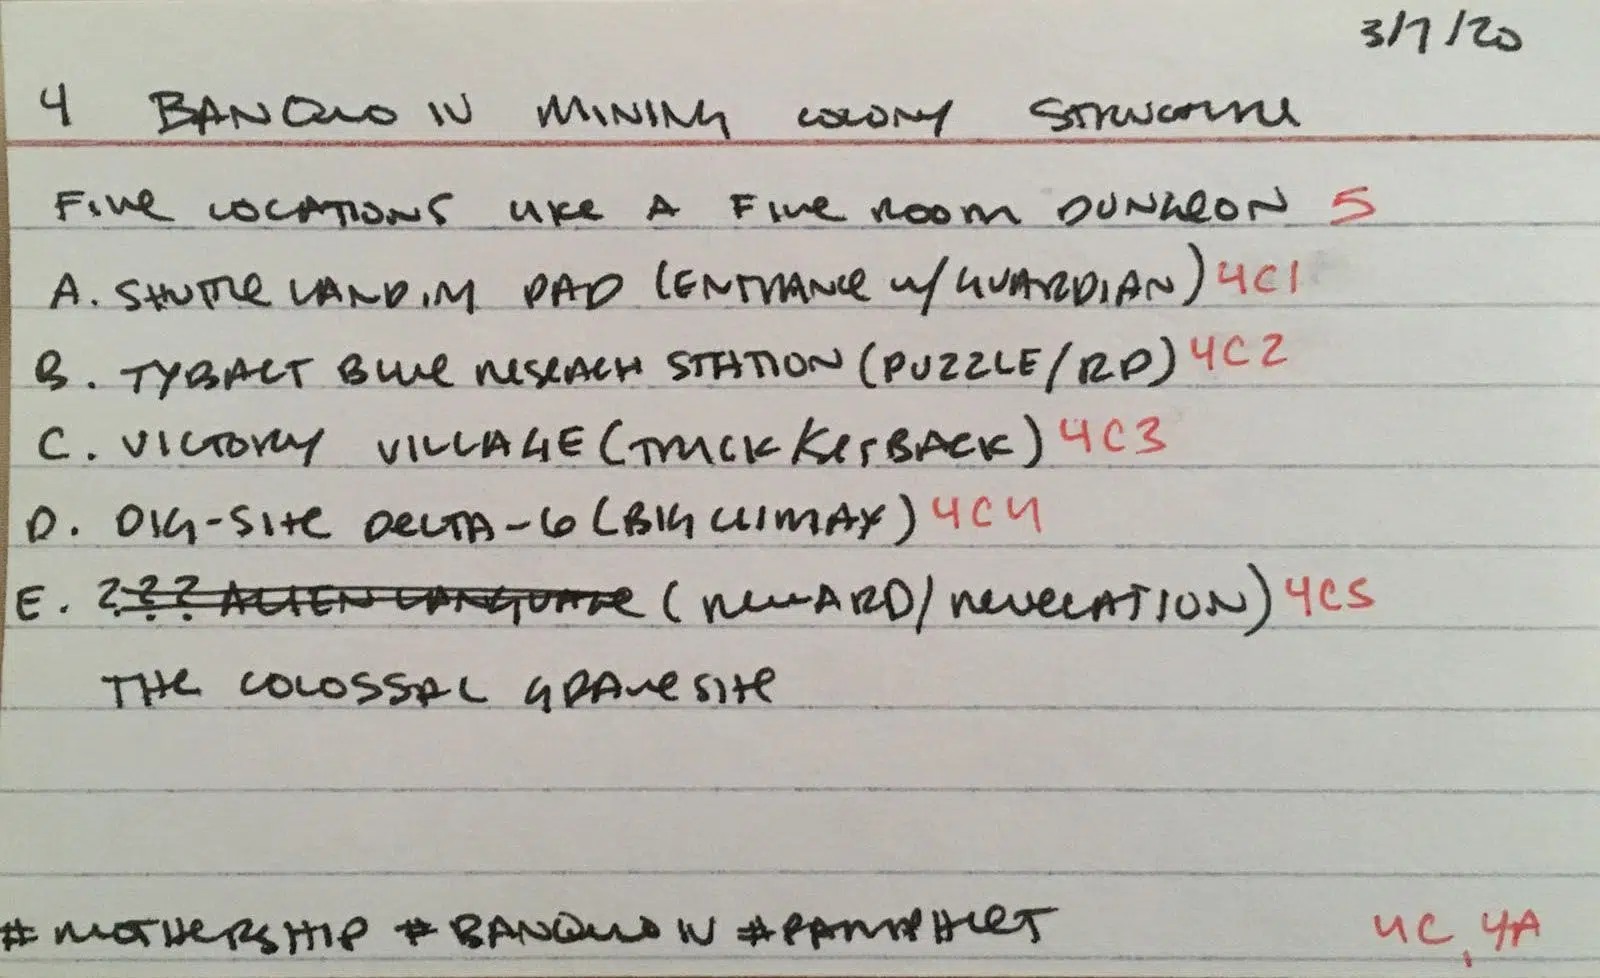 3/7/20
4 BANQUO IV MINING COLONY STRUCTURE
FIVE LOCATIONS LIKE A FIVE ROOM DUNGEON 5
A. SHUTTLE LANDING PAD (ENTRANCE w/ GUARDIAN) 4C1
B. TYBALT BLUE RESEACH STATION (PUZZLE/RP) 4C2
C. VICTORY VILLAGE (TRICK/SETBACK) 4C3
D. DIG-SITE DELTA-6 (BIG CLIMAX) 4C4
E. ??? ALIEN LANGUAGE (REWARD/REVELATION) 4C5
THE COLOSSAL GRAVESITE
#MOTHERSHIP #BANQUO IV #PAMPHLET 4C, 4A